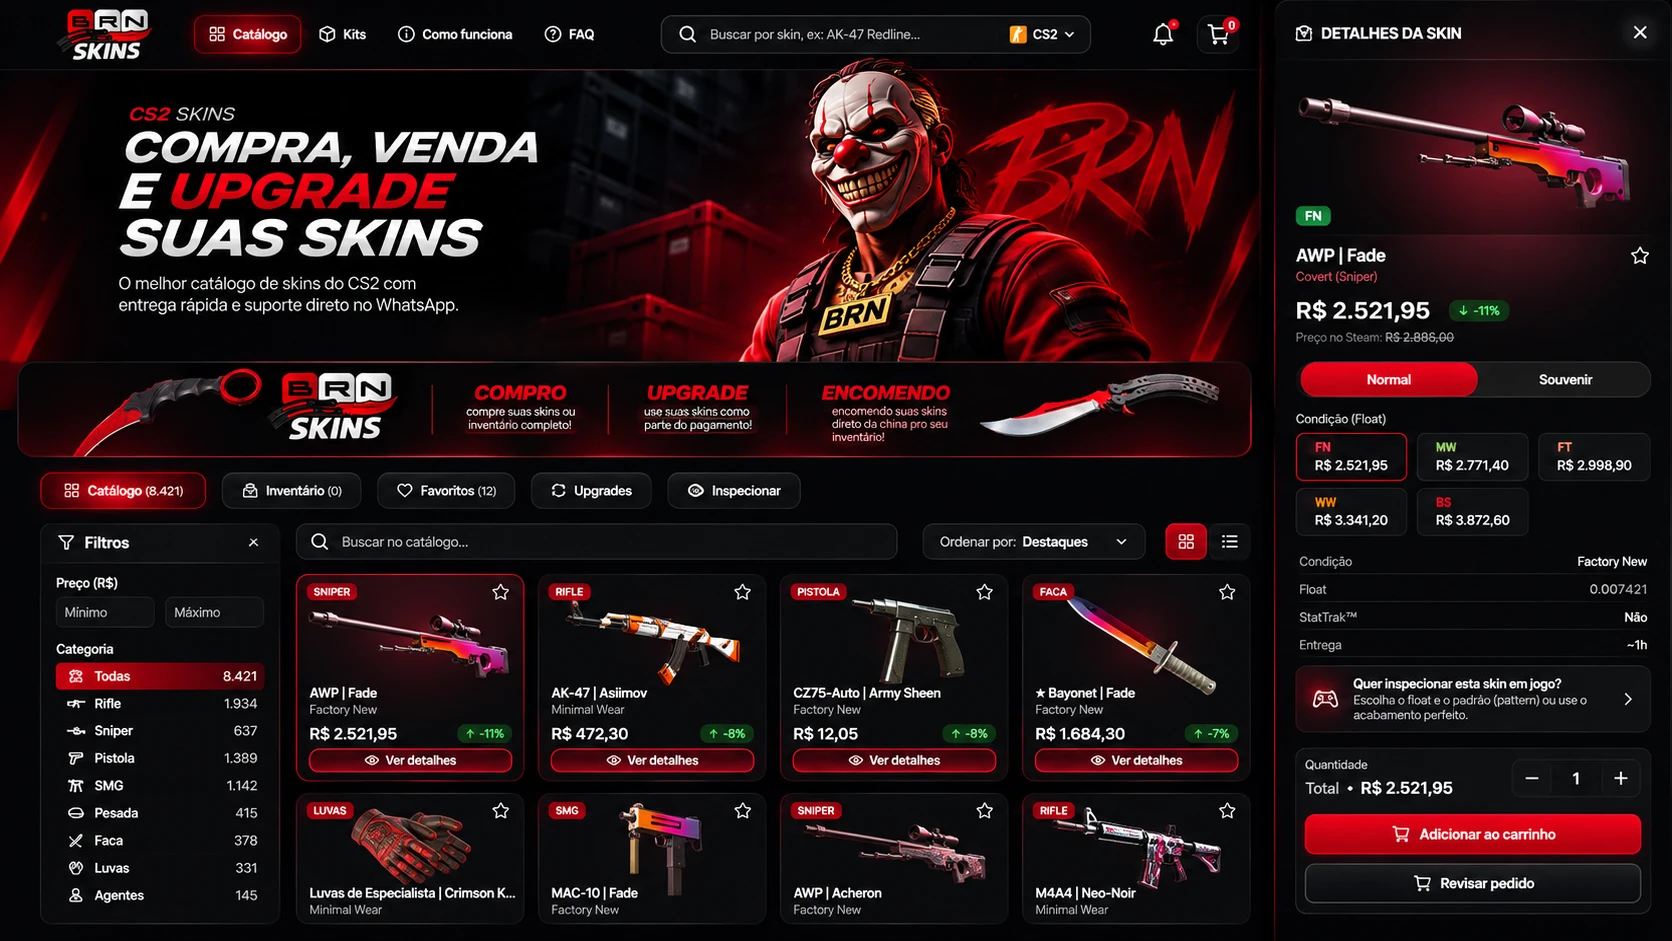 BRN
SKINS
Catálogo
Kits
Como funciona
FAQ
Buscar por skin, ex: AK-47 Redline...
CS2
0
CS2 SKINS
COMPRA, VENDA
E UPGRADE
SUAS SKINS
O melhor catálogo de skins do CS2 com
entrega rápida e suporte direto no WhatsApp.
BRN
BRN
BRN
SKINS
COMPRO
compre suas skins ou
inventário completo!
UPGRADE
use suas skins como
parte do pagamento!
ENCOMENDO
encomendo suas skins
direto da china pro seu
inventário!
Catálogo (8.421)
Inventário (0)
Favoritos (12)
Upgrades
Inspecionar
Filtros
Preço (R$)
Mínimo
Máximo
Categoria
Todas 8.421
Rifle 1.934
Sniper 637
Pistola 1.389
SMG 1.142
Pesada 415
Faca 378
Luvas 331
Agentes 145
Buscar no catálogo...
Ordenar por: Destaques
SNIPER
AWP | Fade
Factory New
R$ 2.521,95
↑ -11%
Ver detalhes
RIFLE
AK-47 | Asiimov
Minimal Wear
R$ 472,30
↑ -8%
Ver detalhes
PISTOLA
CZ75-Auto | Army Sheen
Factory New
R$ 12,05
↑ -8%
Ver detalhes
FACA
★ Bayonet | Fade
Factory New
R$ 1.684,30
↑ -7%
Ver detalhes
LUVAS
Luvas de Especialista | Crimson K...
Minimal Wear
SMG
MAC-10 | Fade
Factory New
SNIPER
AWP | Acheron
Factory New
RIFLE
M4A4 | Neo-Noir
Minimal Wear
DETALHES DA SKIN
FN
AWP | Fade
Covert (Sniper)
R$ 2.521,95
↓ -11%
Preço no Steam: R$ 2.885,00
Normal
Souvenir
Condição (Float)
FN
R$ 2.521,95
MW
R$ 2.771,40
FT
R$ 2.998,90
WW
R$ 3.341,20
BS
R$ 3.872,60
Condição Factory New
Float 0.007421
StatTrak™ Não
Entrega ~1h
Quer inspecionar esta skin em jogo?
Escolha o float e o padrão (pattern) ou use o
acabamento perfeito.
Quantidade
Total • R$ 2.521,95
− 1 +
Adicionar ao carrinho
Revisar pedido